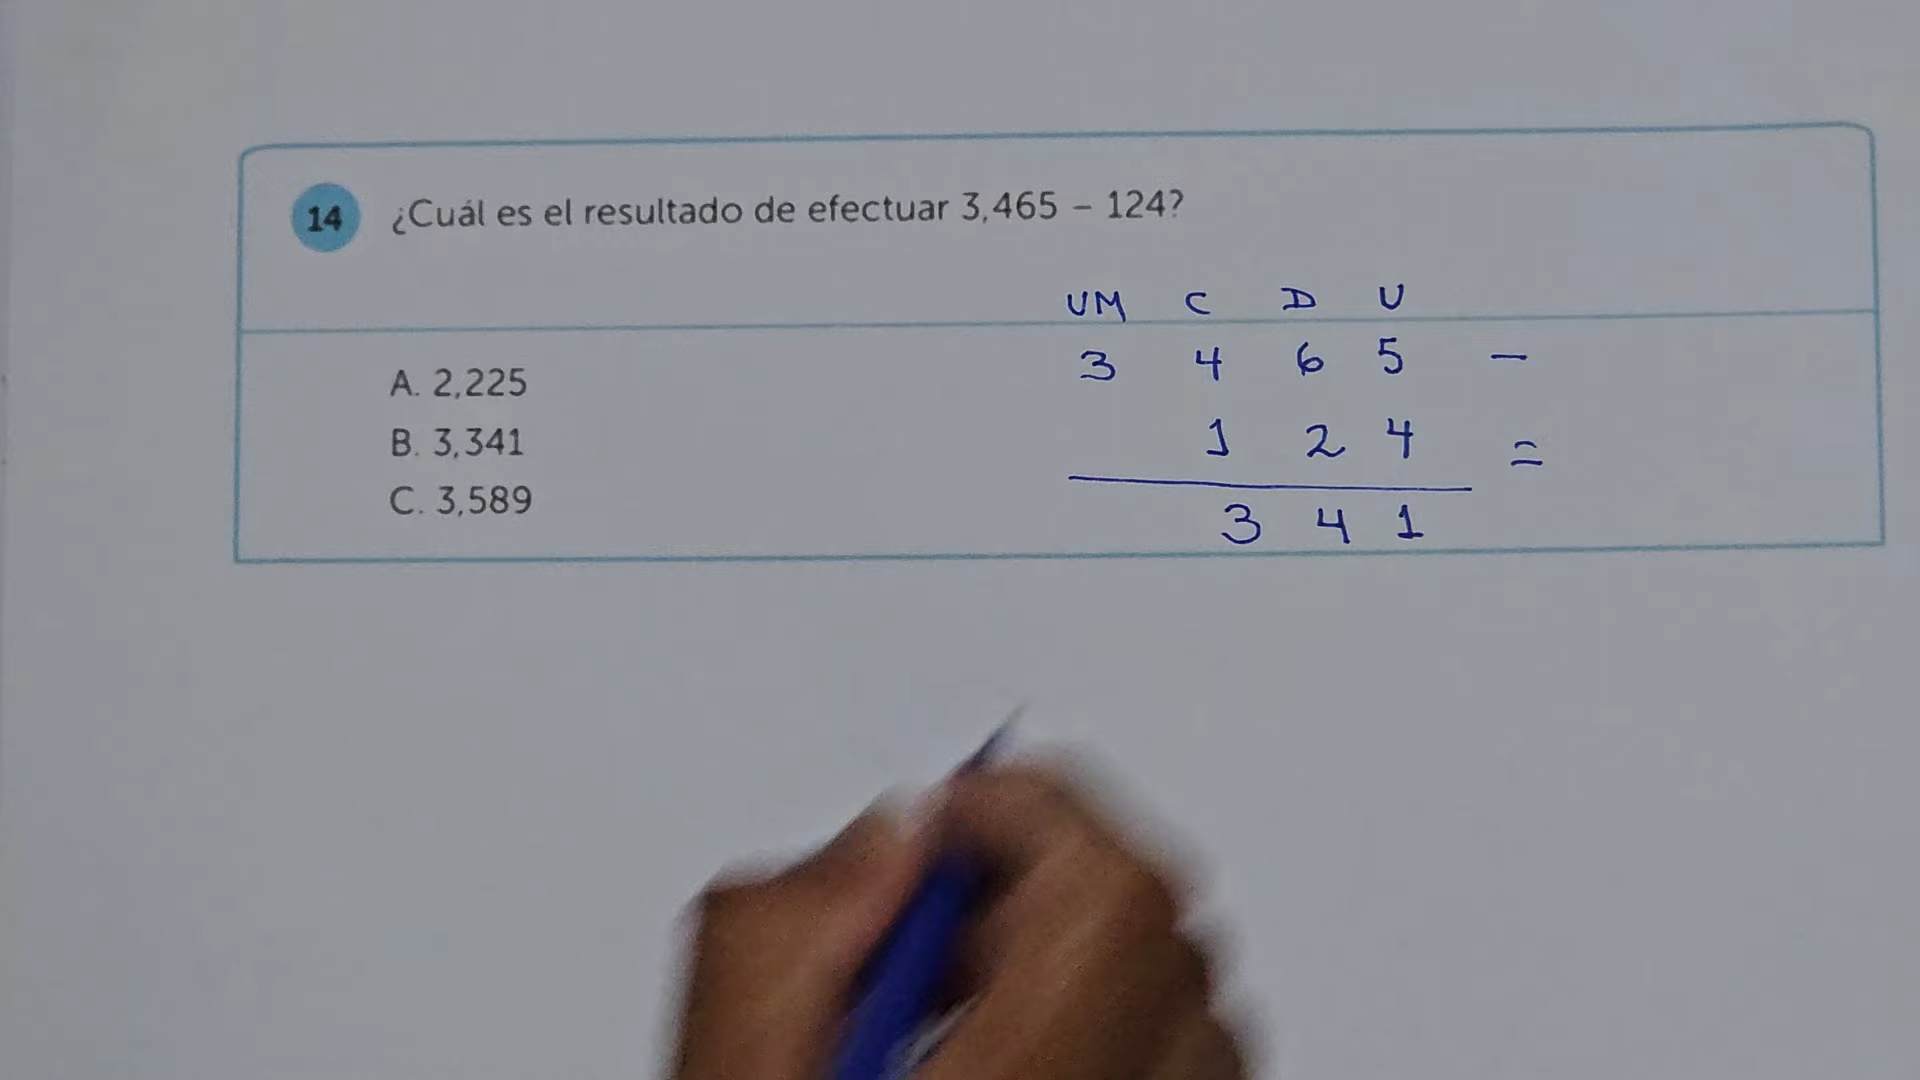 14 ¿Cuál es el resultado de efectuar 3,465 – 124?
UM C D U
A. 2,225
B. 3,341
C. 3,589
3 4 6 5 –
1 2 4 =
3 4 1